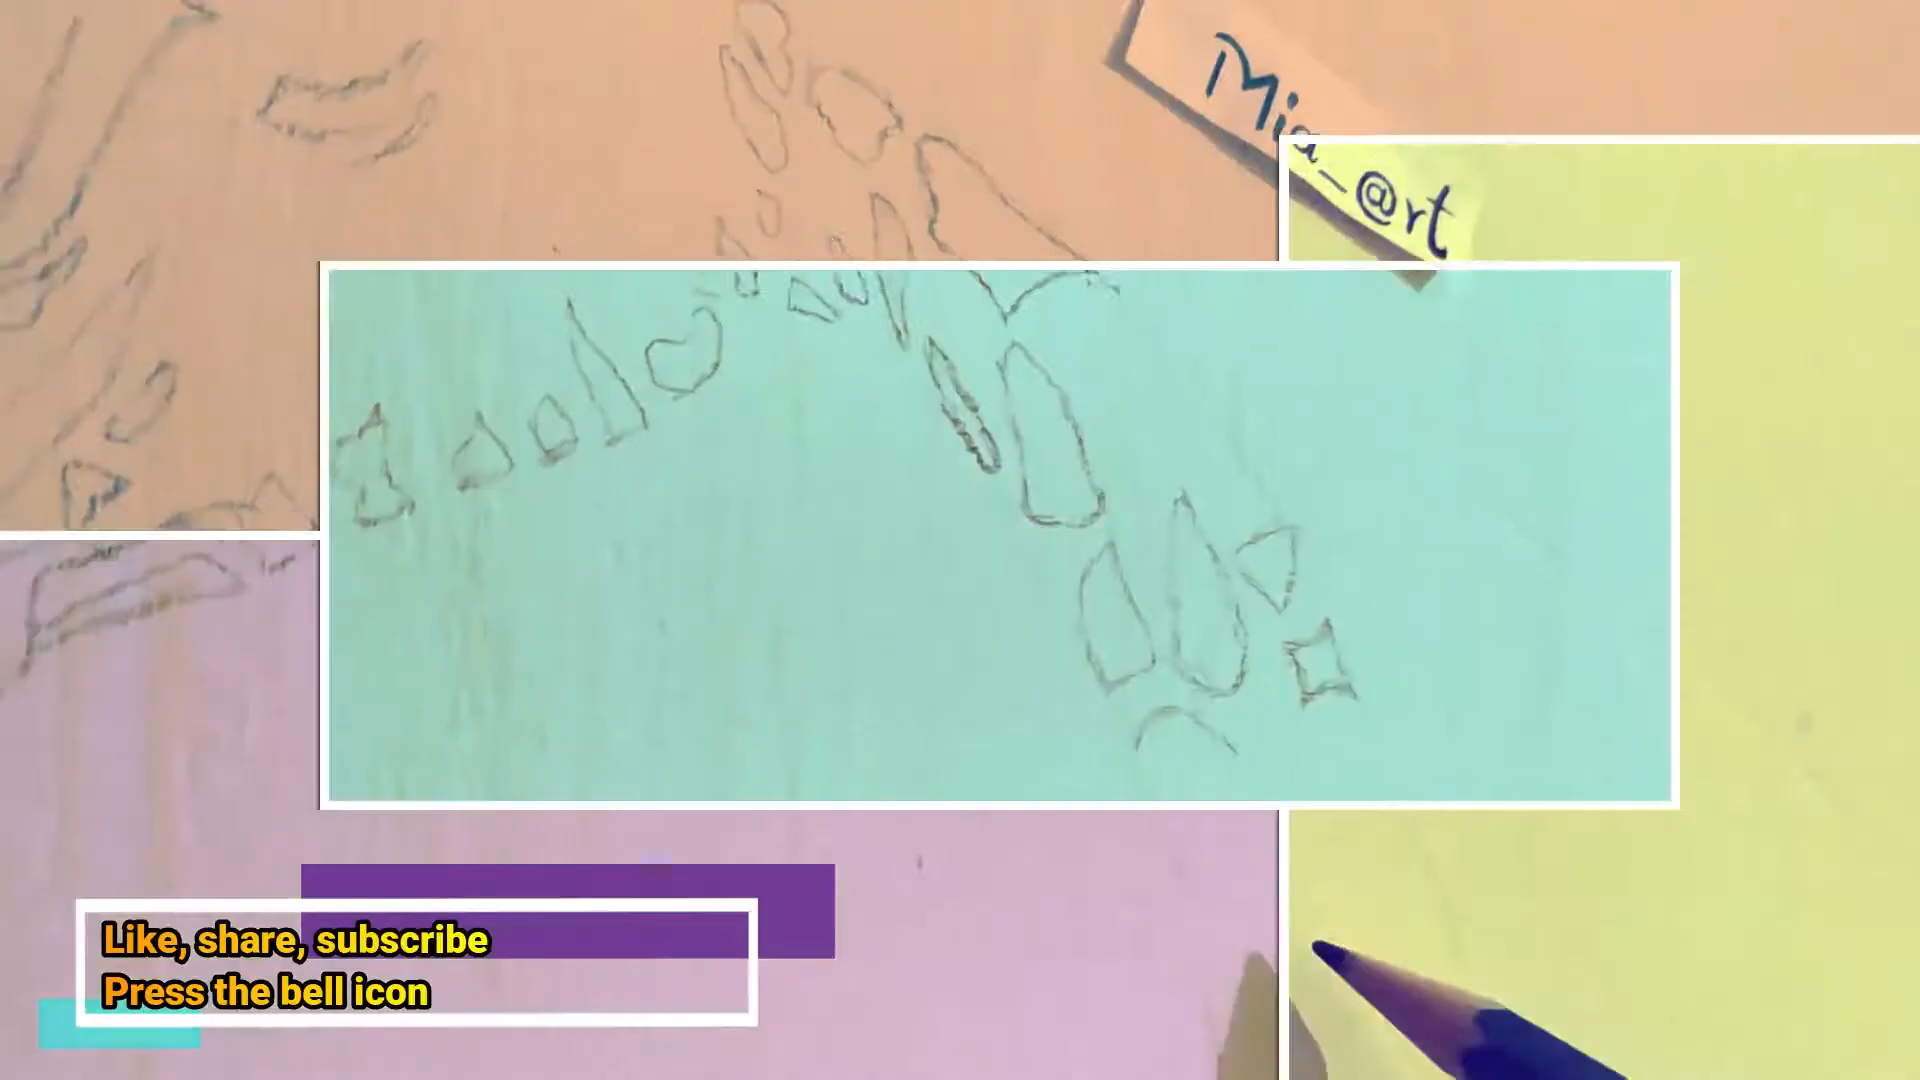 Mia_@rt
Like, share, subscribe
Press the bell icon